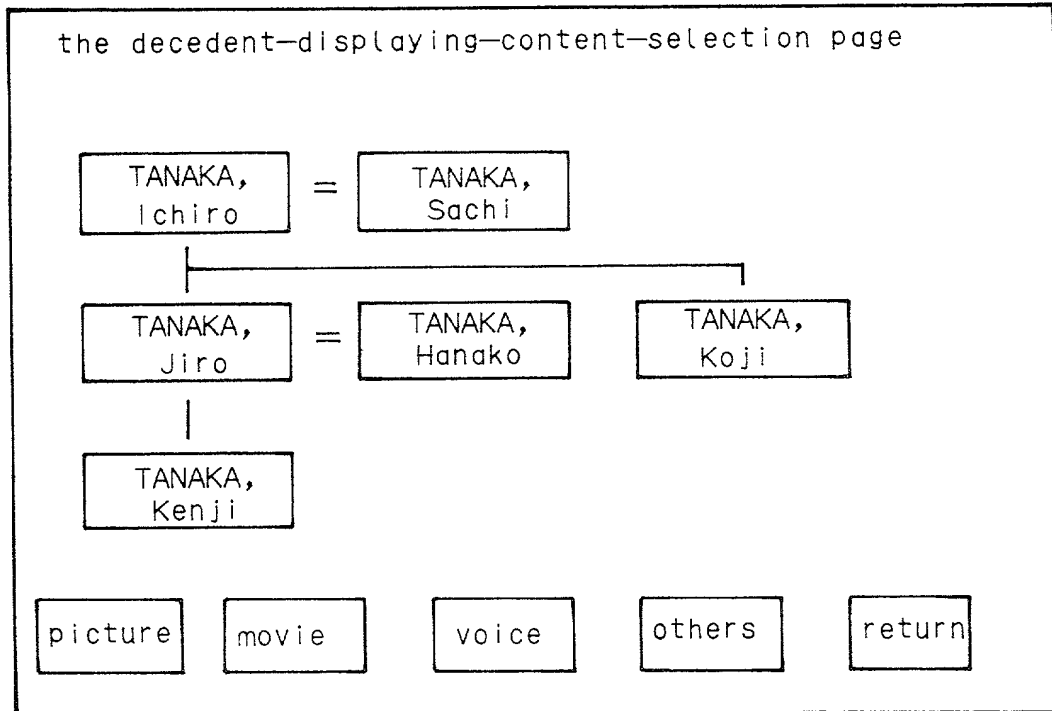 the decedent—displaying—content—selection page
TANAKA,
Ichiro
=
TANAKA,
Sachi
TANAKA,
Jiro
=
TANAKA,
Hanako
TANAKA,
Koji
TANAKA,
Kenji
picture
movie
voice
others
return